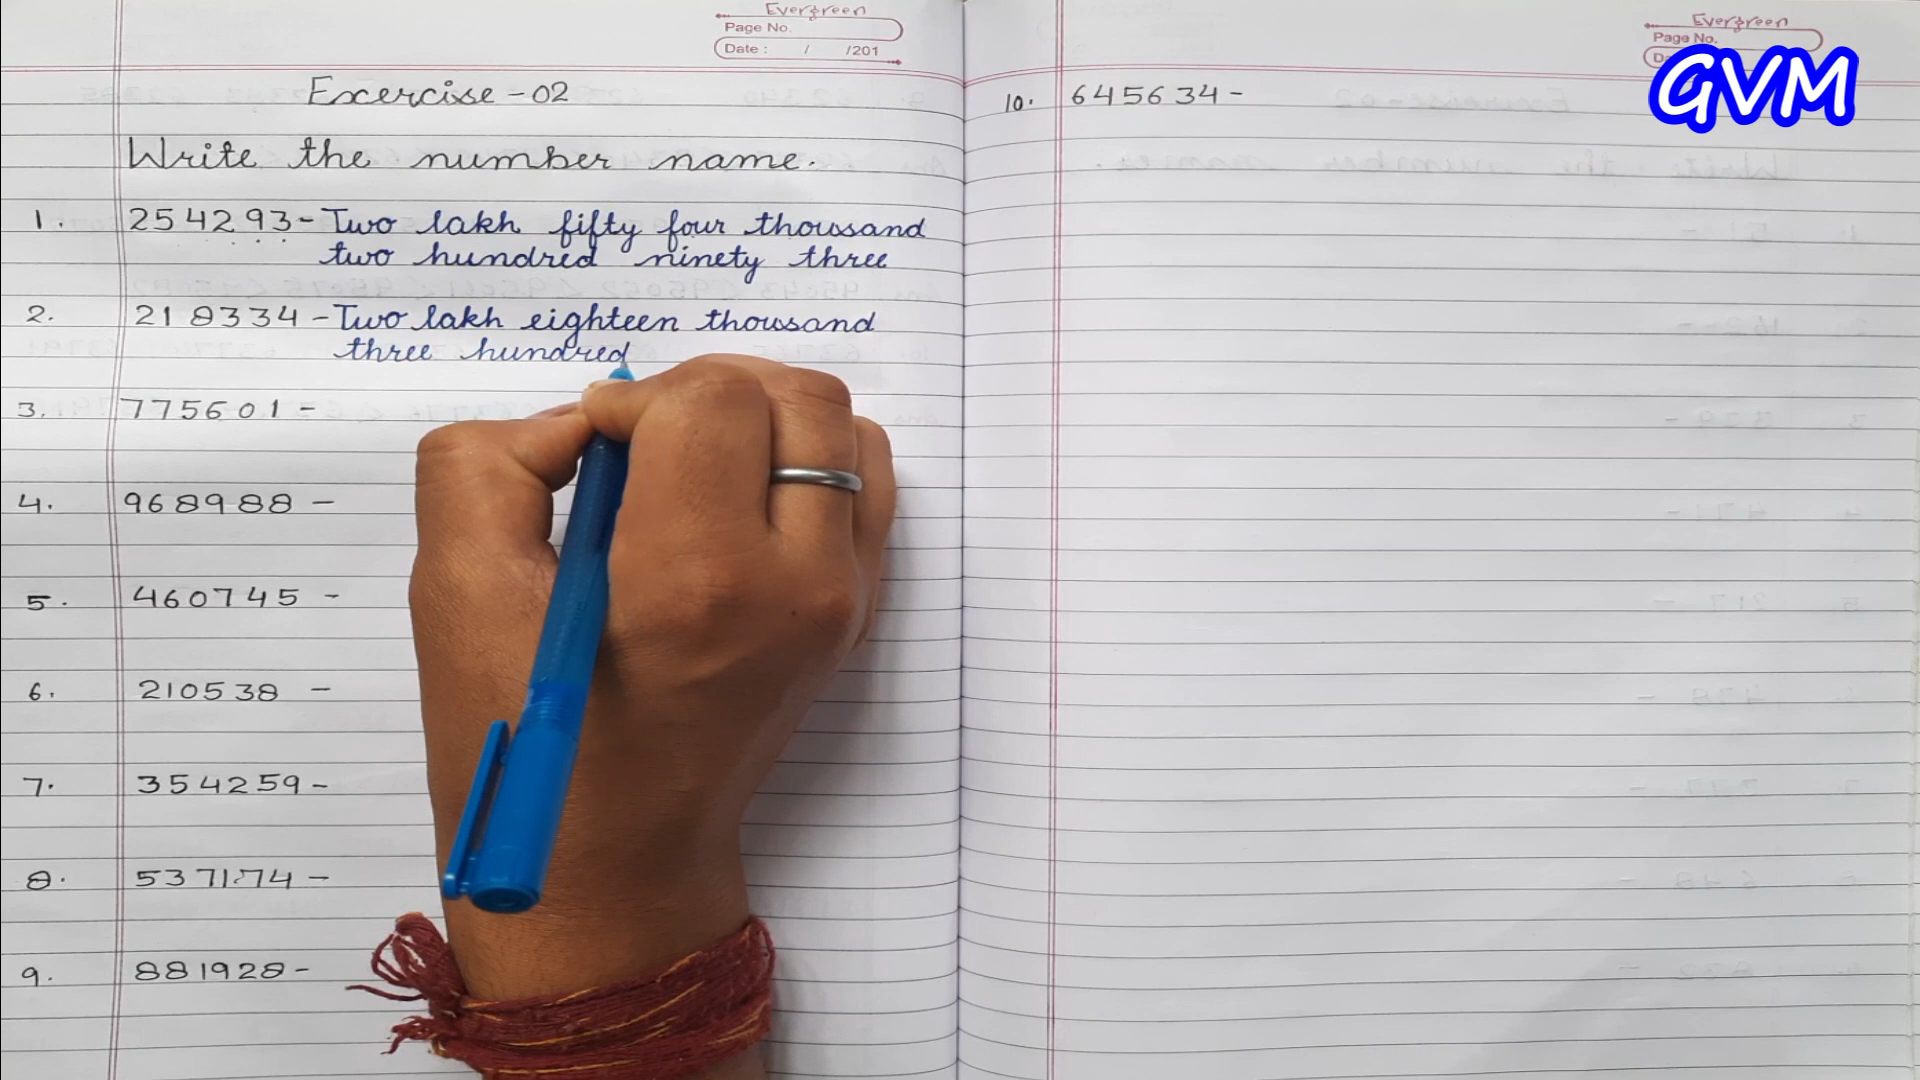 Evergreen
Page No.
Date : / /201
Excercise - 02
Write the number name.
1. 254293 - Two lakh fifty four thousand
two hundred ninety three
2. 218334 - Two lakh eighteen thousand
three hundred
3. 775601 -
4. 968988 -
5. 460745 -
6. 210538 -
7. 354259 -
8. 537174 -
9. 881928 -
Evergreen
Page No.
GVM
10. 645634 -